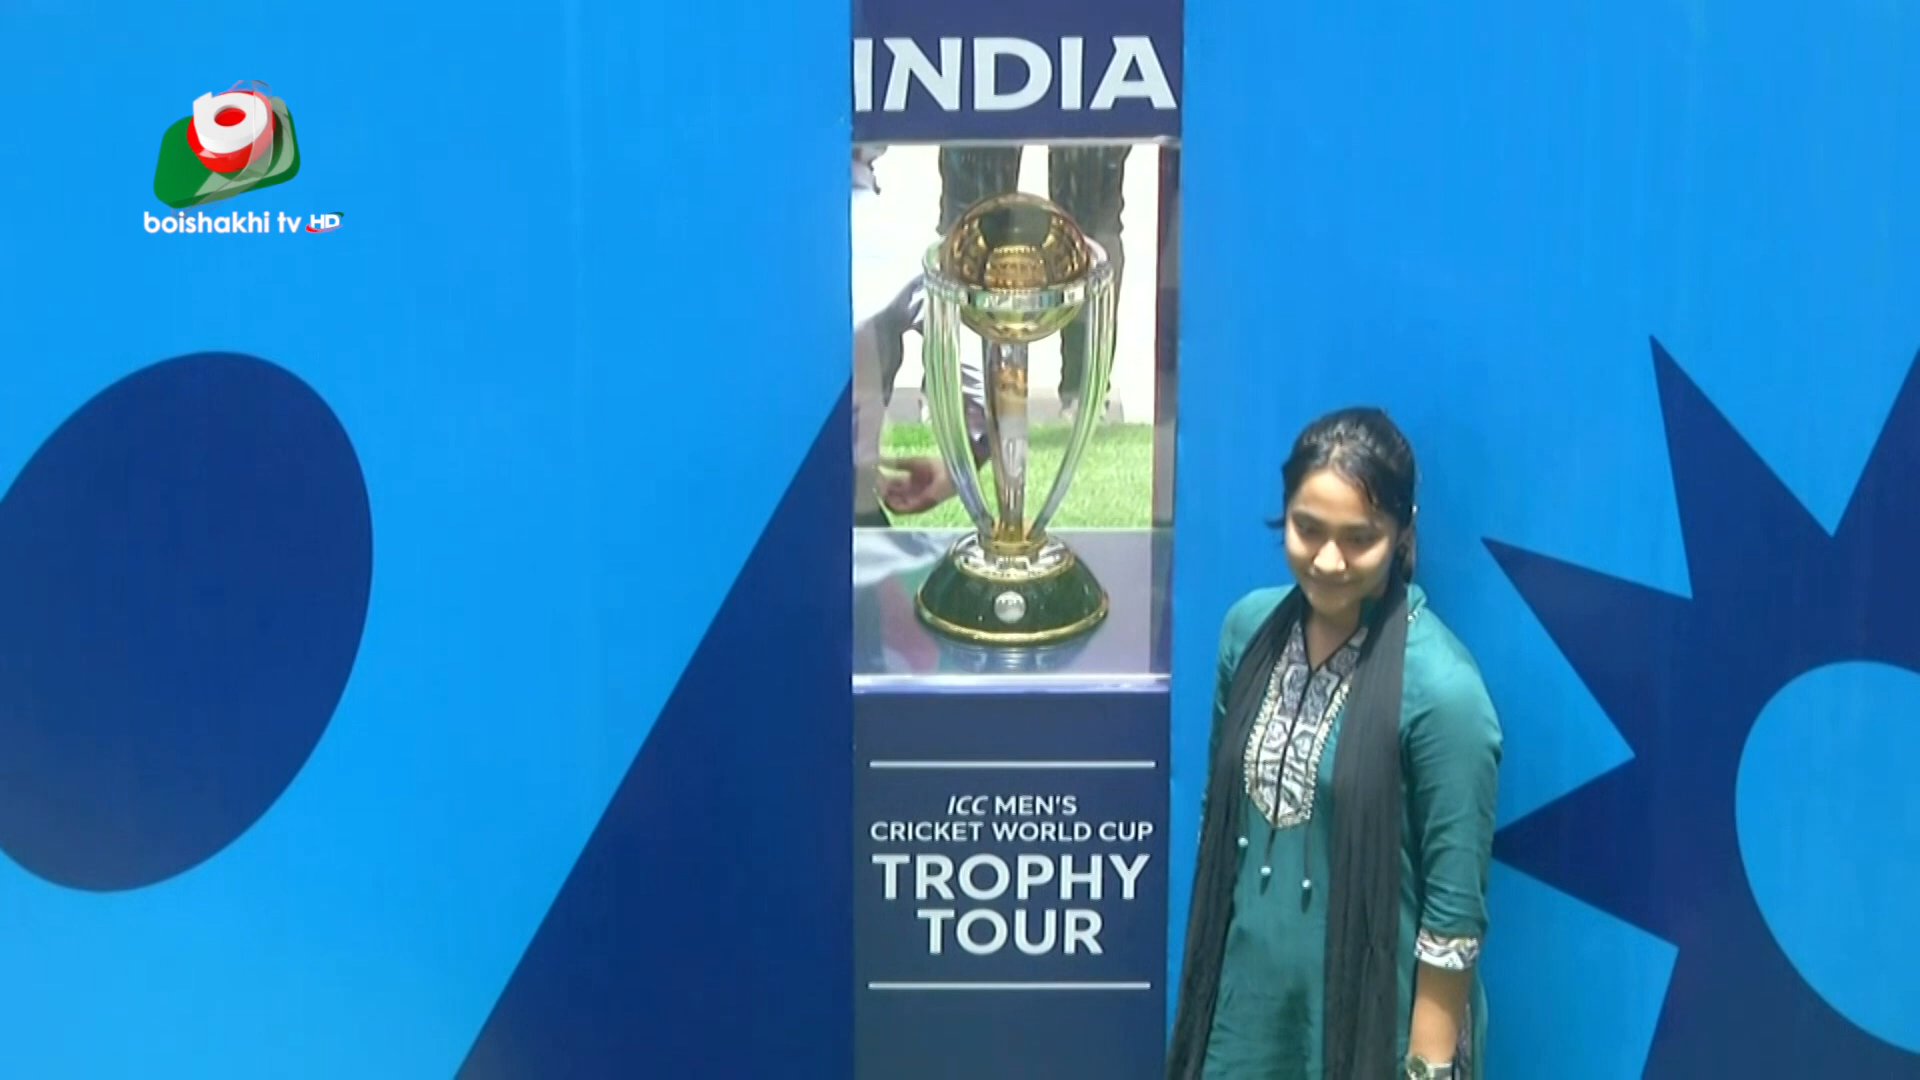 INDIA
boishakhi tv HD
ICC MEN'S
CRICKET WORLD CUP
TROPHY
TOUR